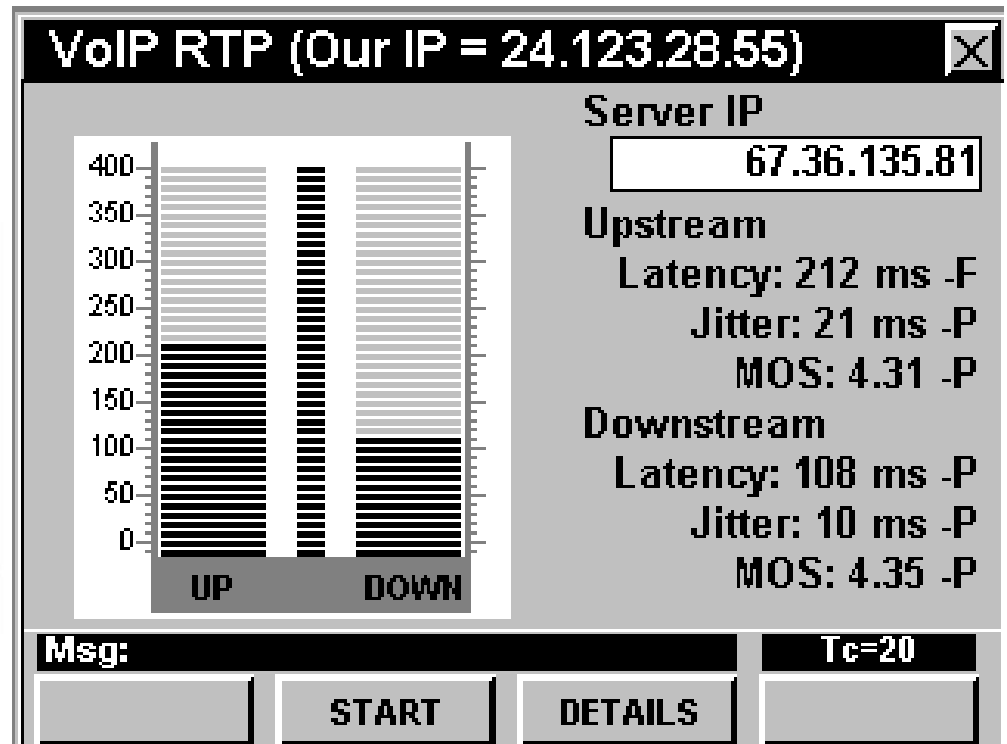 VoIP RTP (Our IP = 24.123.28.55)
Server IP
67.36.135.81
400
350
300
250
200
150
100
50
0
UP DOWN
Upstream
Latency: 212 ms -F
Jitter: 21 ms -P
MOS: 4.31 -P
Downstream
Latency: 108 ms -P
Jitter: 10 ms -P
MOS: 4.35 -P
Msg: Tc=20
START DETAILS